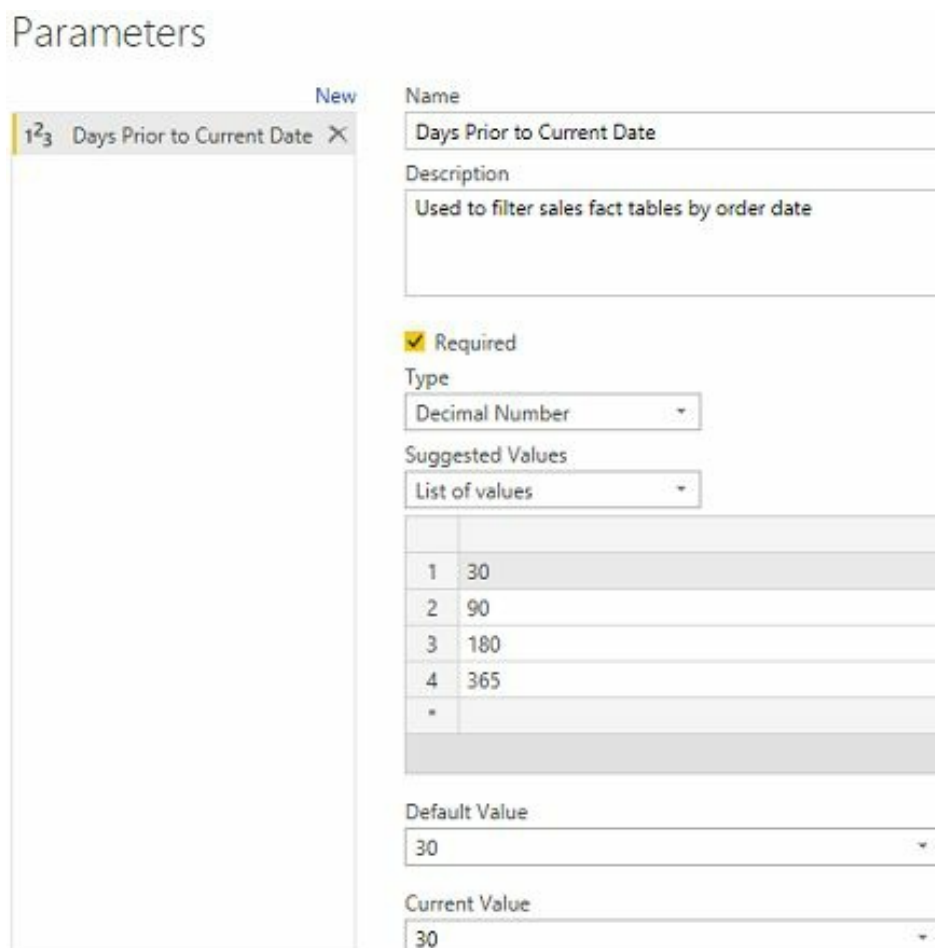 Parameters
New
1²3 Days Prior to Current Date
Name
Days Prior to Current Date
Description
Used to filter sales fact tables by order date
Required
Type
Decimal Number
Suggested Values
List of values
1 30
2 90
3 180
4 365
*
Default Value
30
Current Value
30